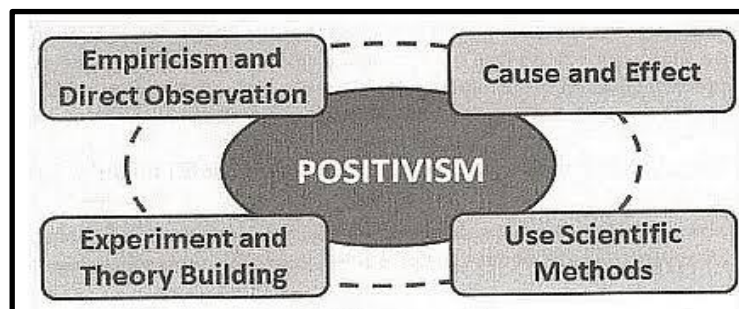 Empiricism and
Direct Observation
Cause and Effect
POSITIVISM
Experiment and
Theory Building
Use Scientific
Methods